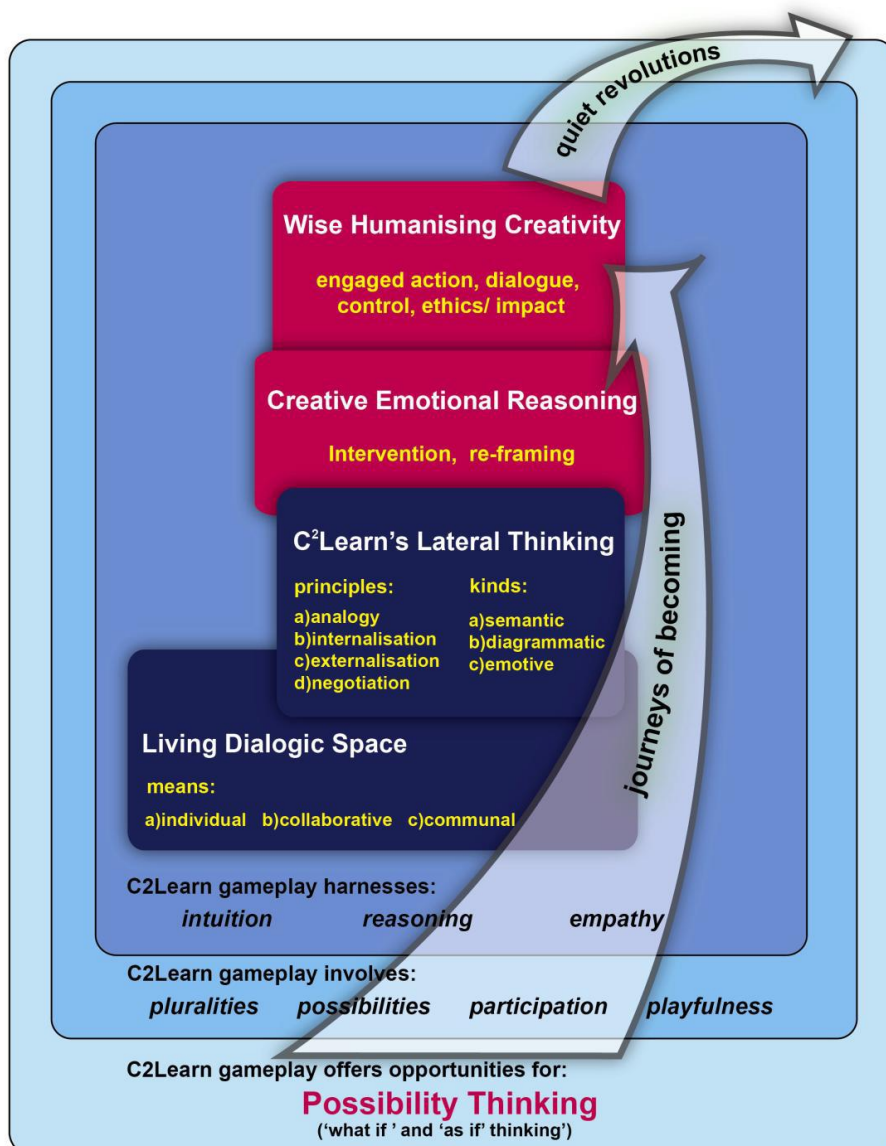 quiet revolutions
Wise Humanising Creativity
engaged action, dialogue,
control, ethics/ impact
Creative Emotional Reasoning
Intervention, re-framing
C²Learn's Lateral Thinking
principles:
a)analogy
b)internalisation
c)externalisation
d)negotiation
kinds:
a)semantic
b)diagrammatic
c)emotive
journeys of becoming
Living Dialogic Space
means:
a)individual b)collaborative c)communal
C2Learn gameplay harnesses:
intuition reasoning empathy
C2Learn gameplay involves:
pluralities possibilities participation playfulness
C2Learn gameplay offers opportunities for:
Possibility Thinking
('what if ' and 'as if' thinking')